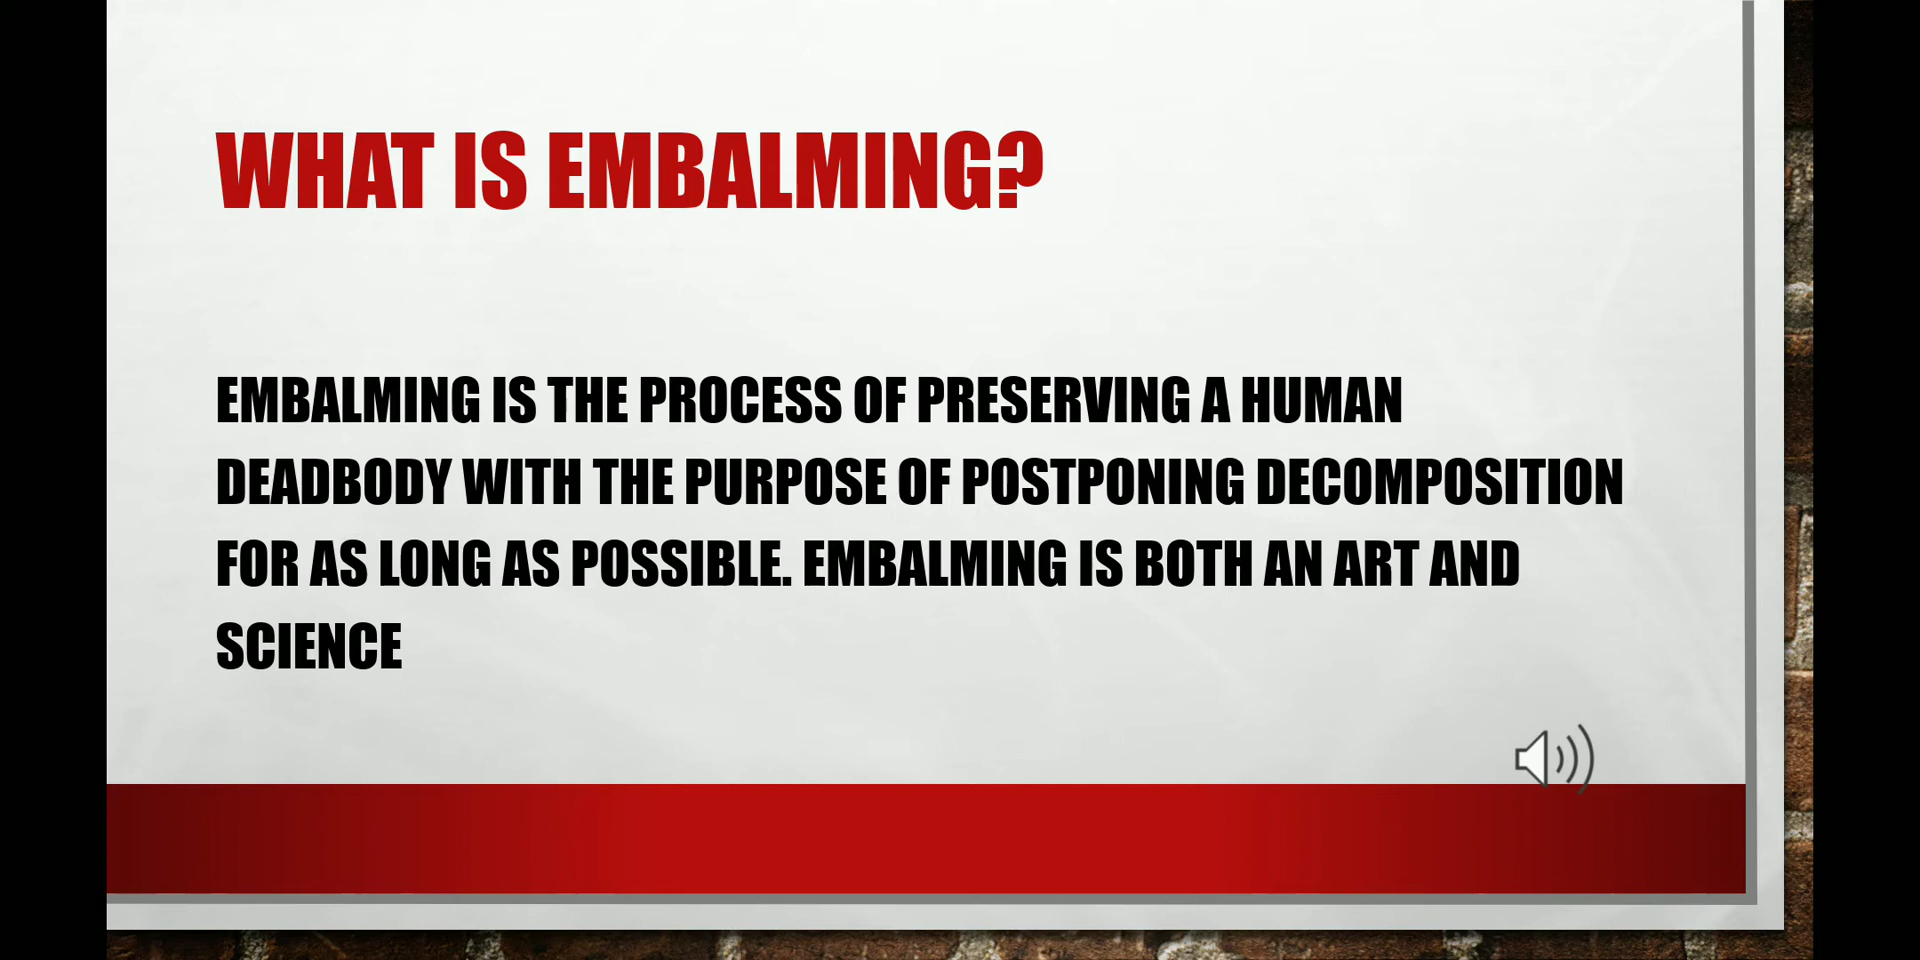 WHAT IS EMBALMING?
EMBALMING IS THE PROCESS OF PRESERVING A HUMAN
DEADBODY WITH THE PURPOSE OF POSTPONING DECOMPOSITION
FOR AS LONG AS POSSIBLE. EMBALMING IS BOTH AN ART AND
SCIENCE